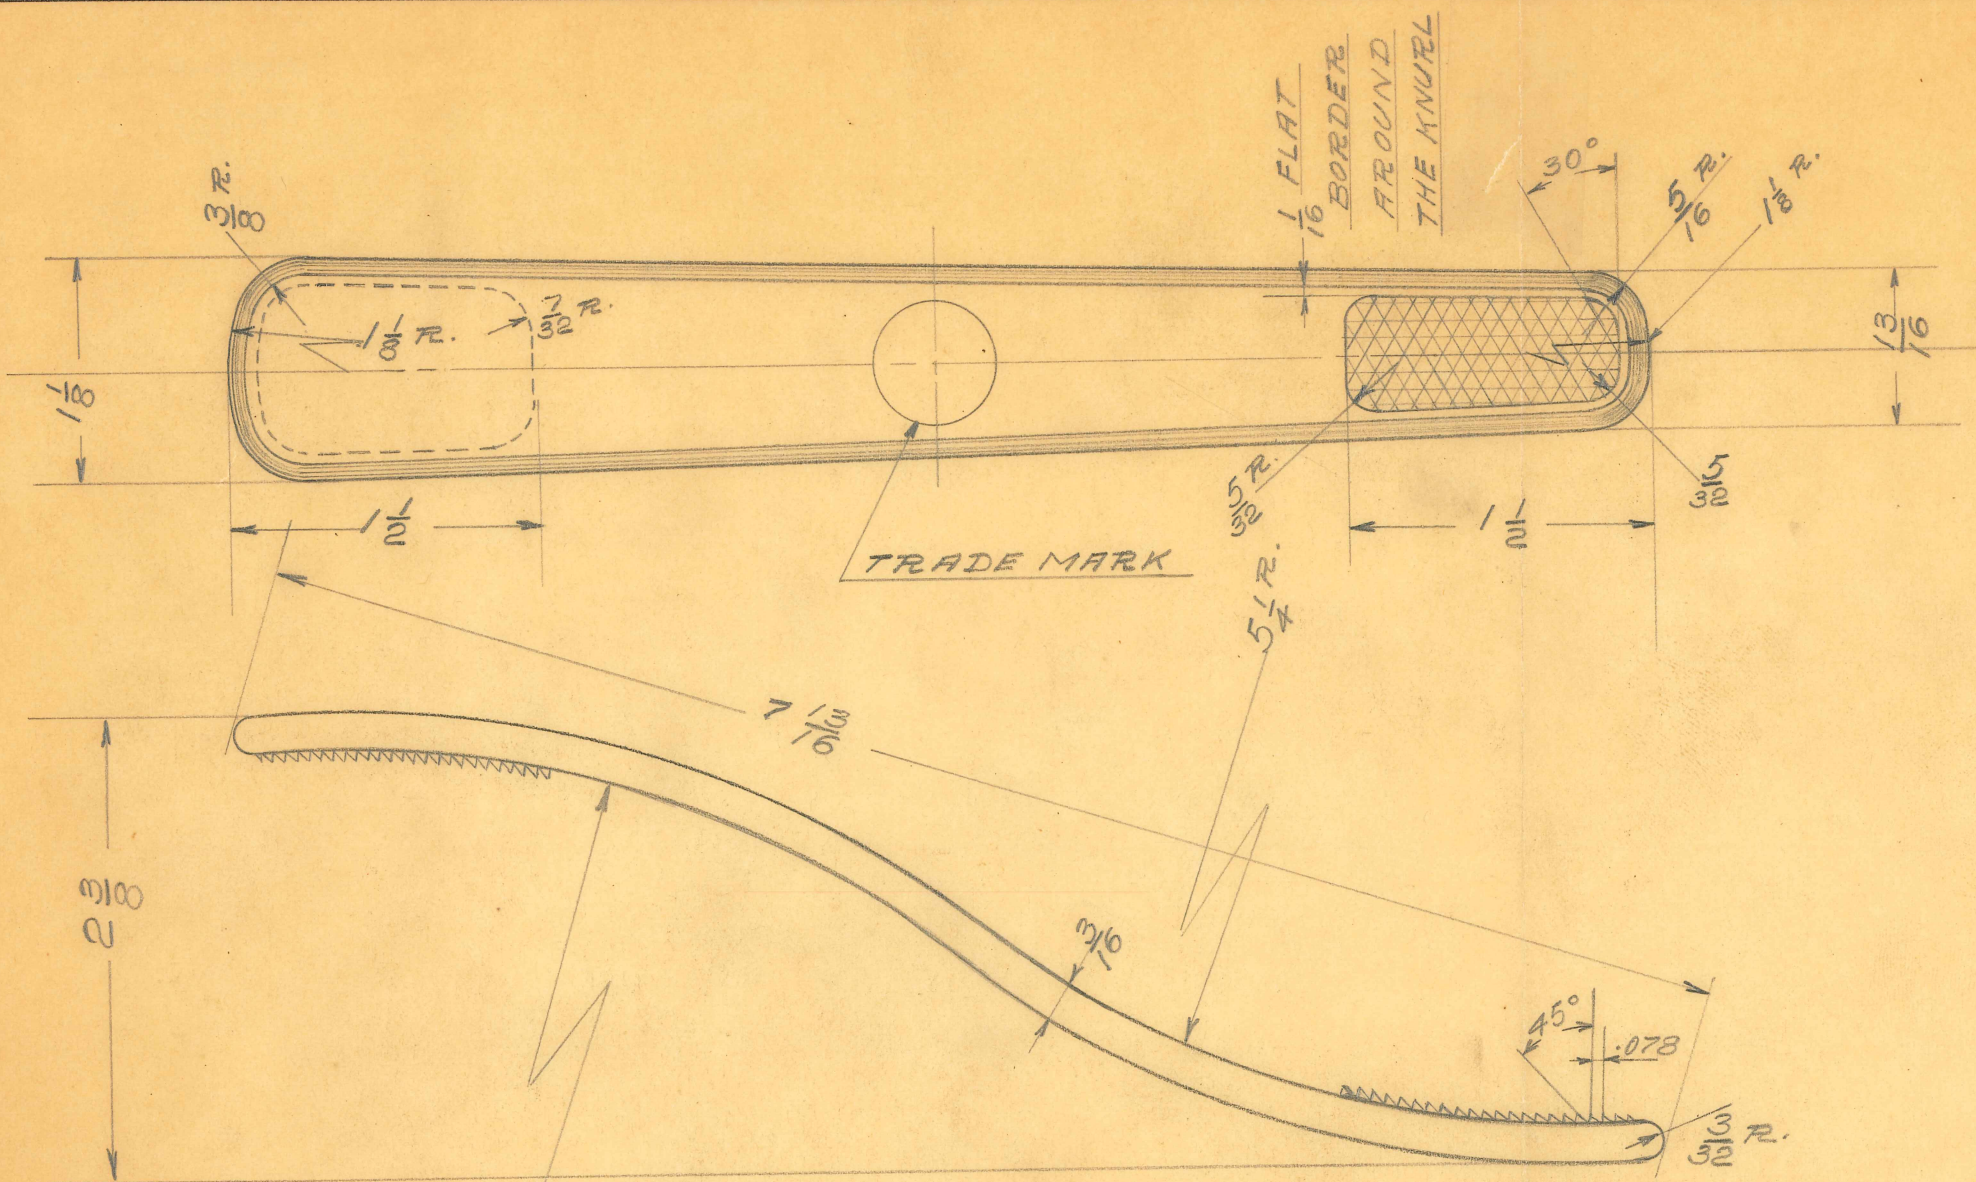 3/8 R.
1/16 FLAT
BORDER
AROUND
THE KNURL
30°
5/16 R.
1 1/8 R.
1 1/8 R.
7/32 R.
1 1/8
13/16
5/32 R.
5/32
1 1/2
1 1/2
TRADE MARK
5 1/4 R.
7 13/16
2 3/8
3/16
45°
.078
3/32 R.